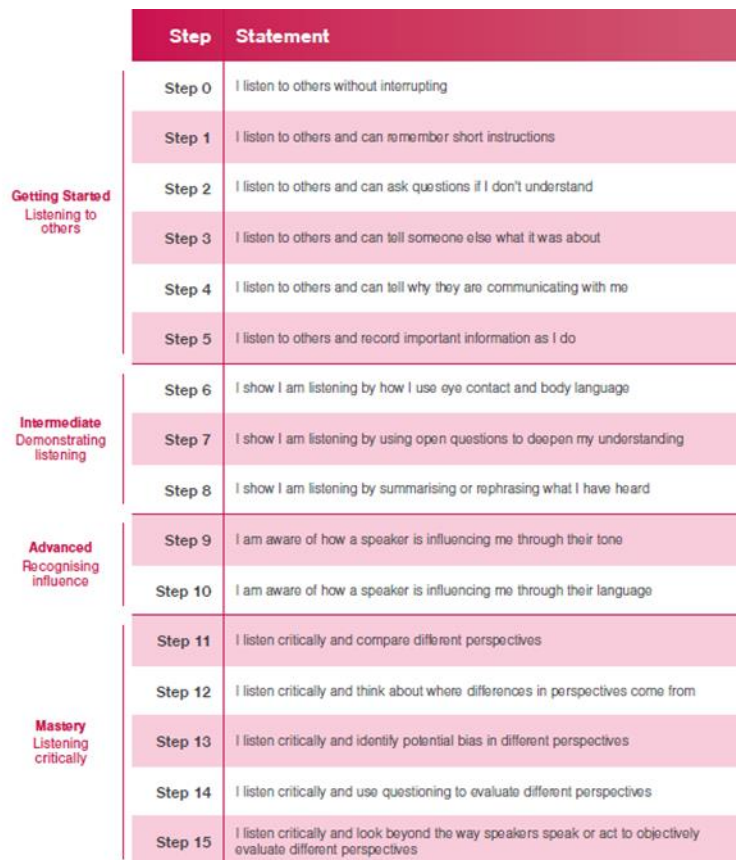 Step Statement
Step 0 I listen to others without interrupting
Step 1 I listen to others and can remember short instructions
Getting Started
Listening to
others
Step 2 I listen to others and can ask questions if I don't understand
Step 3 I listen to others and can tell someone else what it was about
Step 4 I listen to others and can tell why they are communicating with me
Step 5 I listen to others and record important information as I do
Intermediate
Demonstrating
listening
Step 6 I show I am listening by how I use eye contact and body language
Step 7 I show I am listening by using open questions to deepen my understanding
Step 8 I show I am listening by summarising or rephrasing what I have heard
Advanced
Recognising
influence
Step 9 I am aware of how a speaker is influencing me through their tone
Step 10 I am aware of how a speaker is influencing me through their language
Mastery
Listening
critically
Step 11 I listen critically and compare different perspectives
Step 12 I listen critically and think about where differences in perspectives come from
Step 13 I listen critically and identify potential bias in different perspectives
Step 14 I listen critically and use questioning to evaluate different perspectives
Step 15 I listen critically and look beyond the way speakers speak or act to objectively
evaluate different perspectives